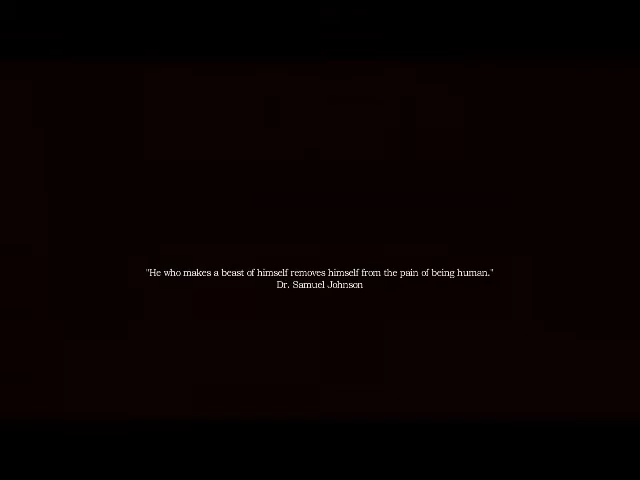 "He who makes a beast of himself removes himself from the pain of being human."
Dr. Samuel Johnson